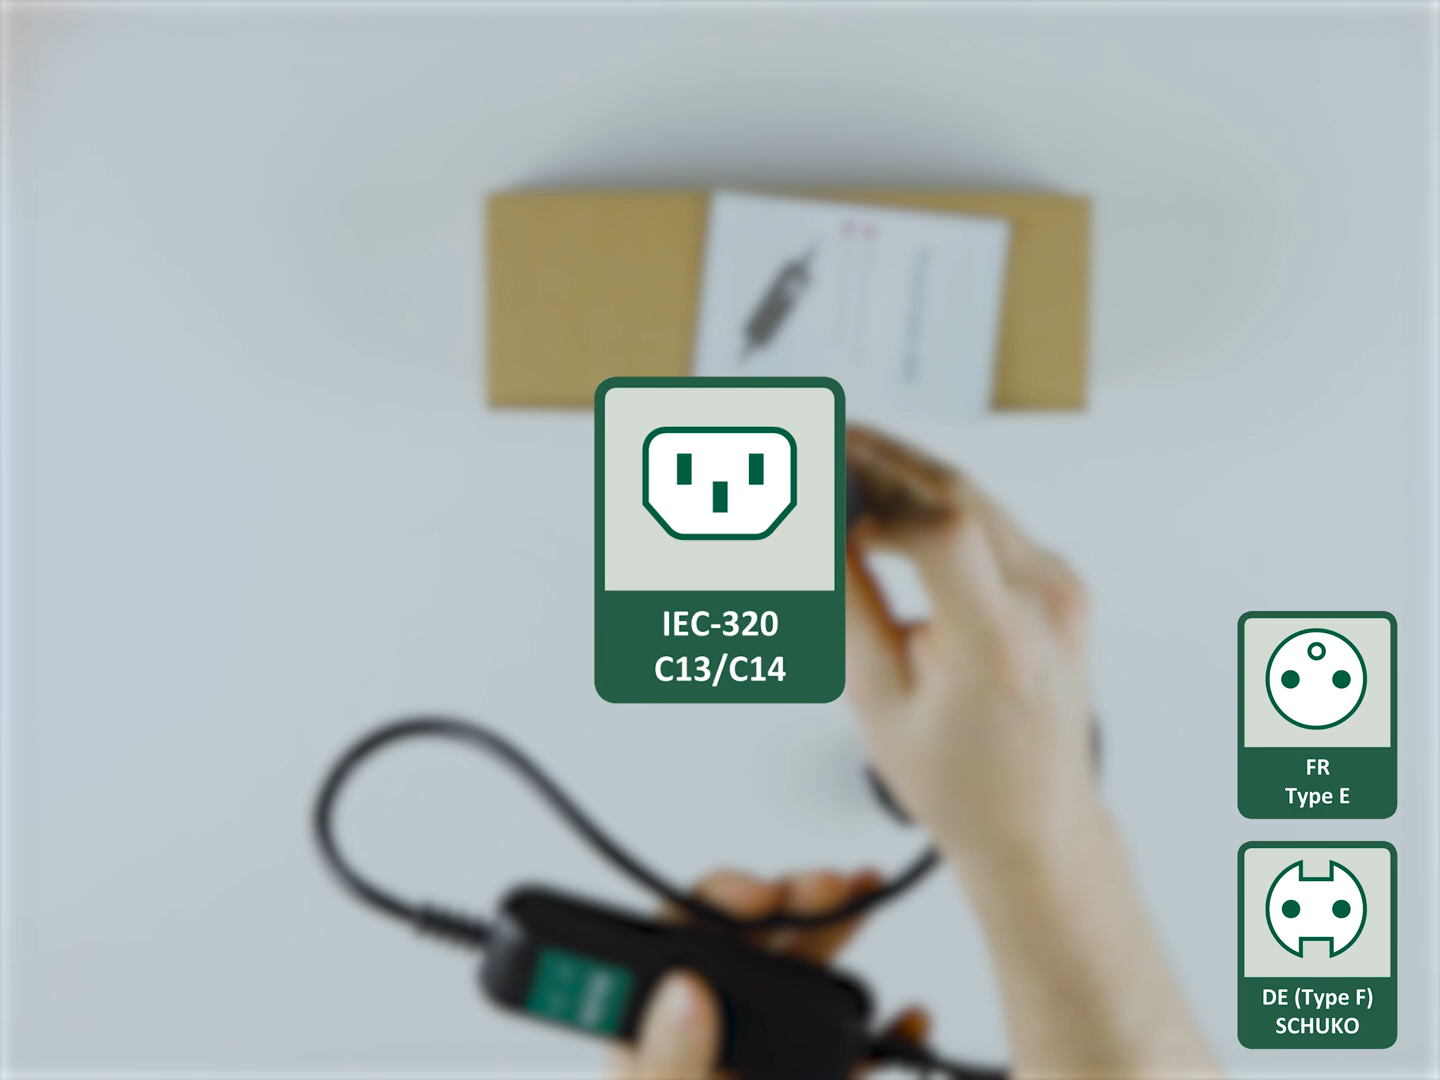 IEC-320
C13/C14
FR
Type E
DE (Type F)
SCHUKO